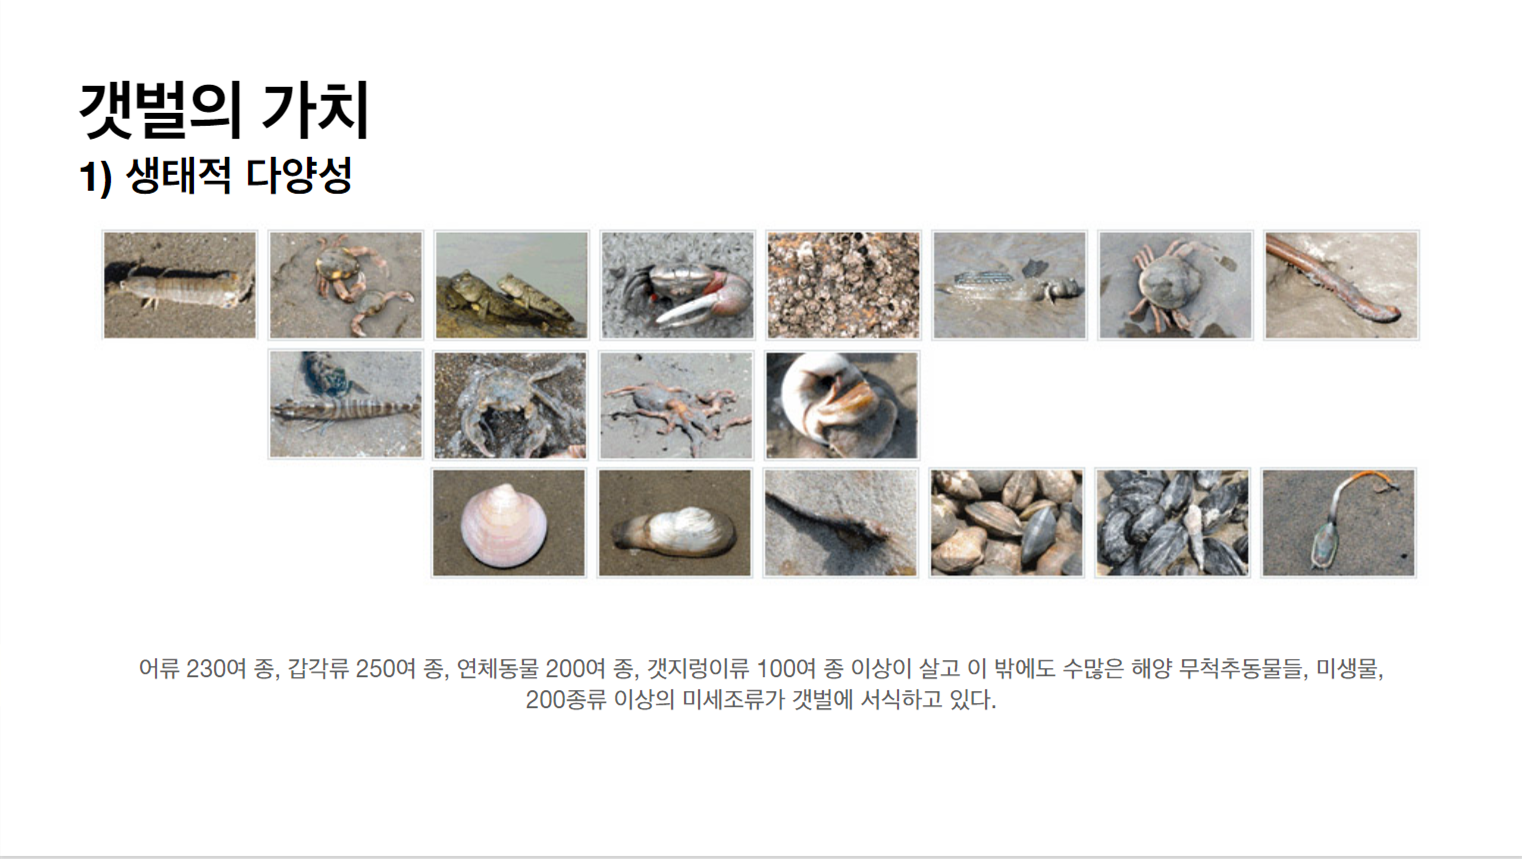 갯벌의 가치
1) 생태적 다양성
어류 230여 종, 갑각류 250여 종, 연체동물 200여 종, 갯지렁이류 100여 종 이상이 살고 이 밖에도 수많은 해양 무척추동물들, 미생물,
200종류 이상의 미세조류가 갯벌에 서식하고 있다.